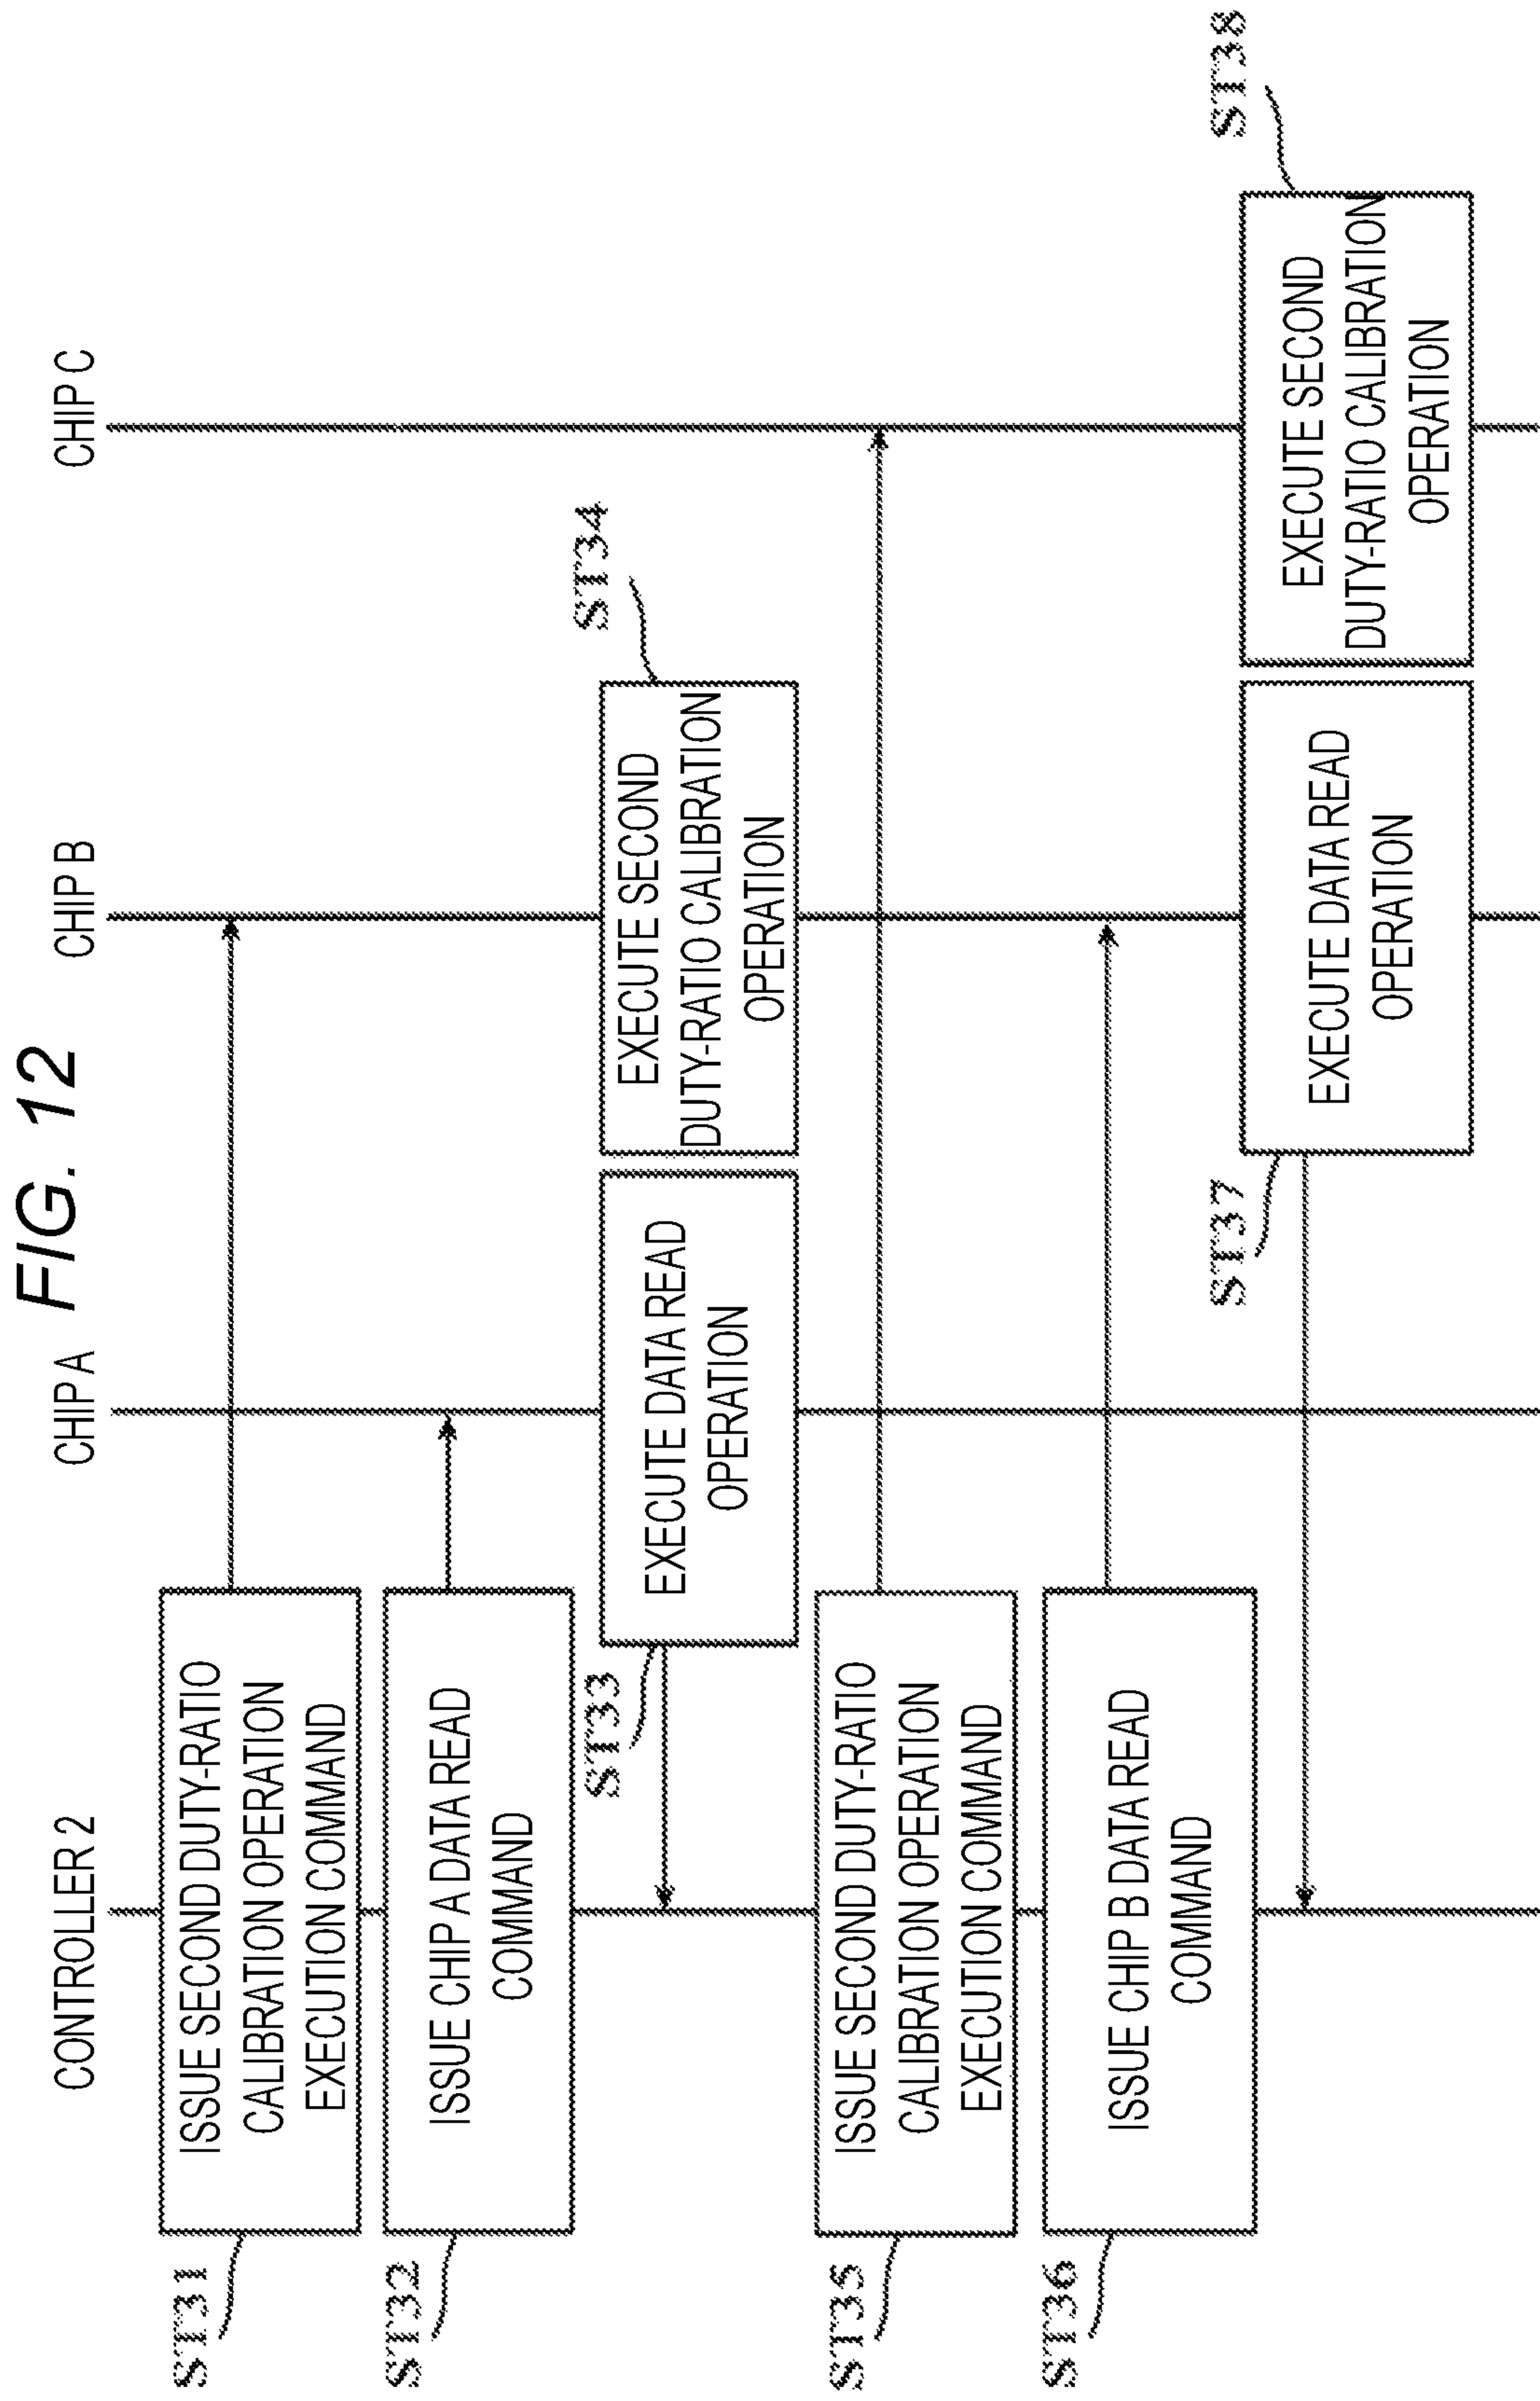 FIG. 12
CONTROLLER 2
CHIP A
CHIP B
CHIP C
ST31
ISSUE SECOND DUTY-RATIO
CALIBRATION OPERATION
EXECUTION COMMAND
ST32
ISSUE CHIP A DATA READ
COMMAND
ST33
EXECUTE DATA READ
OPERATION
ST34
EXECUTE SECOND
DUTY-RATIO CALIBRATION
OPERATION
ST35
ISSUE SECOND DUTY-RATIO
CALIBRATION OPERATION
EXECUTION COMMAND
ST36
ISSUE CHIP B DATA READ
COMMAND
ST37
EXECUTE DATA READ
OPERATION
ST38
EXECUTE SECOND
DUTY-RATIO CALIBRATION
OPERATION